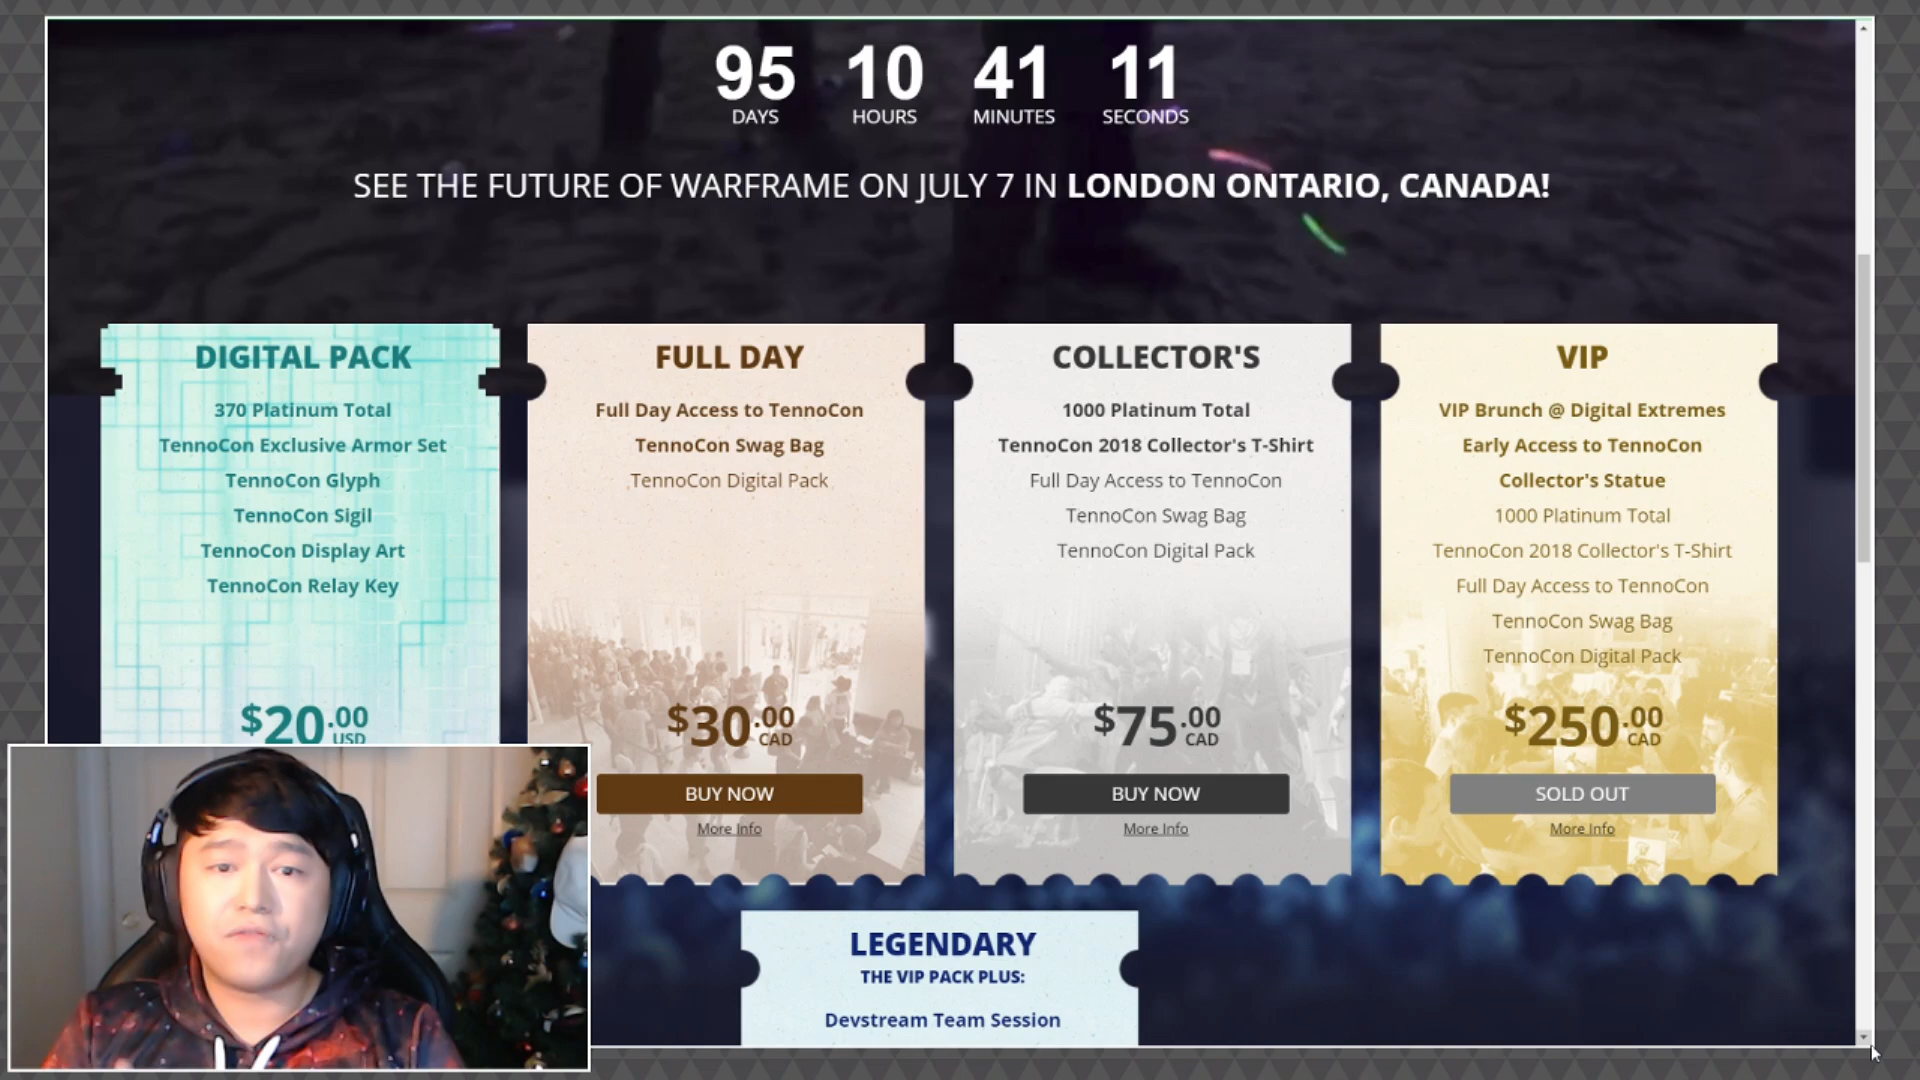 95 10 41 11
DAYS HOURS MINUTES SECONDS
SEE THE FUTURE OF WARFRAME ON JULY 7 IN LONDON ONTARIO, CANADA!
DIGITAL PACK
370 Platinum Total
TennoCon Exclusive Armor Set
TennoCon Glyph
TennoCon Sigil
TennoCon Display Art
TennoCon Relay Key
$20.00
USD
FULL DAY
Full Day Access to TennoCon
TennoCon Swag Bag
TennoCon Digital Pack
$30.00
CAD
BUY NOW
More Info
COLLECTOR'S
1000 Platinum Total
TennoCon 2018 Collector's T-Shirt
Full Day Access to TennoCon
TennoCon Swag Bag
TennoCon Digital Pack
$75.00
CAD
BUY NOW
More Info
VIP
VIP Brunch @ Digital Extremes
Early Access to TennoCon
Collector's Statue
1000 Platinum Total
TennoCon 2018 Collector's T-Shirt
Full Day Access to TennoCon
TennoCon Swag Bag
TennoCon Digital Pack
$250.00
CAD
SOLD OUT
More Info
LEGENDARY
THE VIP PACK PLUS:
Devstream Team Session